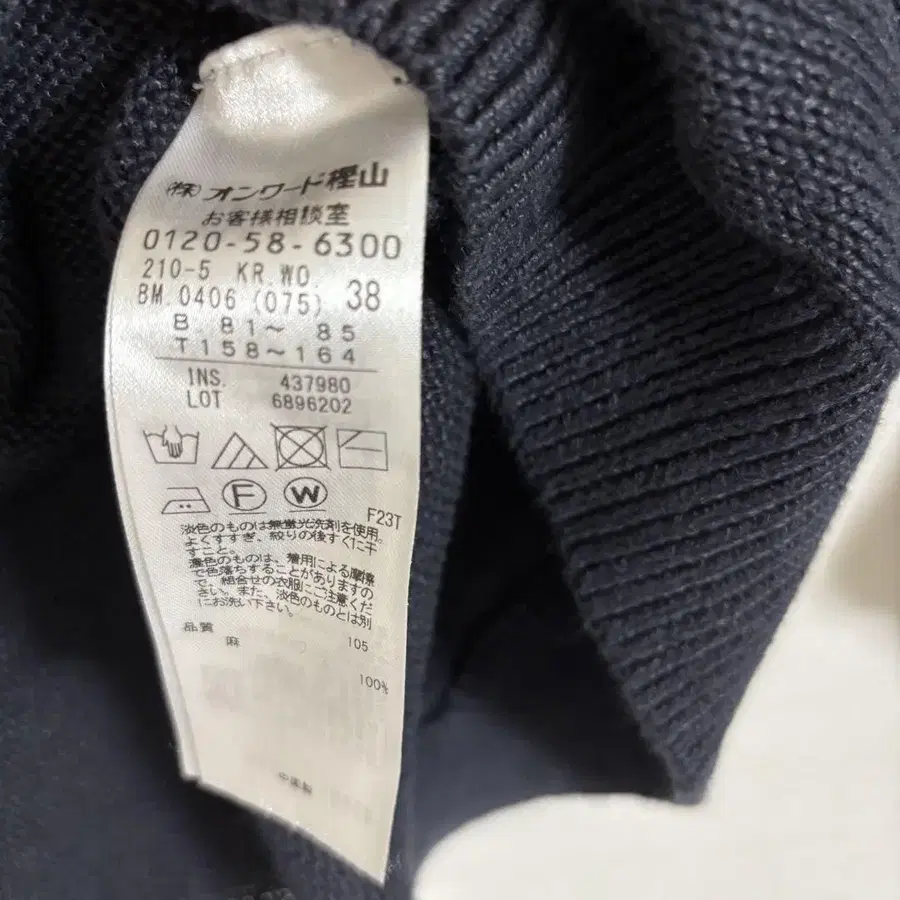 (株) オンワード樫山
お客様相談室
0120-58-6300
210-5 KR.WO.
BM.0406 (075) 38
B. 81～ 85
T158～164
INS. 437980
LOT 6896202
F W
F23T
淡色のものは無蛍光洗剤を使用。
よくすすぎ、絞りの後すぐに干
すこと。
濃色のものは、着用による摩擦
で色落ちすることがありますの
で、組合せの衣服にご注意くだ
さい。また、淡色のものとは別
にお洗い下さい。
品質 105
麻
100%
中国製